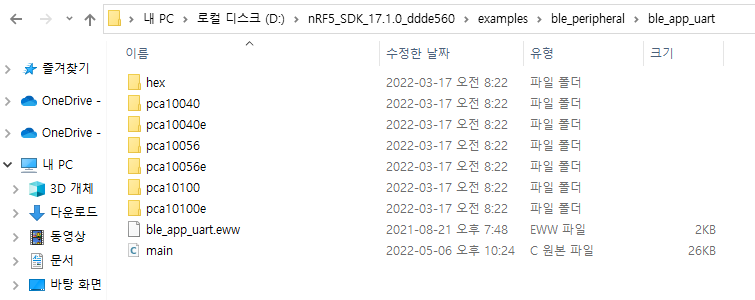 내 PC > 로컬 디스크 (D:) > nRF5_SDK_17.1.0_ddde560 > examples > ble_peripheral > ble_app_uart
이름 수정한 날짜 유형 크기
즐겨찾기
OneDrive -
OneDrive -
내 PC
3D 개체
다운로드
동영상
문서
바탕 화면
hex 2022-03-17 오전 8:22 파일 폴더
pca10040 2022-03-17 오전 8:22 파일 폴더
pca10040e 2022-03-17 오전 8:22 파일 폴더
pca10056 2022-03-17 오전 8:22 파일 폴더
pca10056e 2022-03-17 오전 8:22 파일 폴더
pca10100 2022-03-17 오전 8:22 파일 폴더
pca10100e 2022-03-17 오전 8:22 파일 폴더
ble_app_uart.eww 2021-08-21 오후 7:48 EWW 파일 2KB
main 2022-05-06 오후 10:24 C 원본 파일 26KB